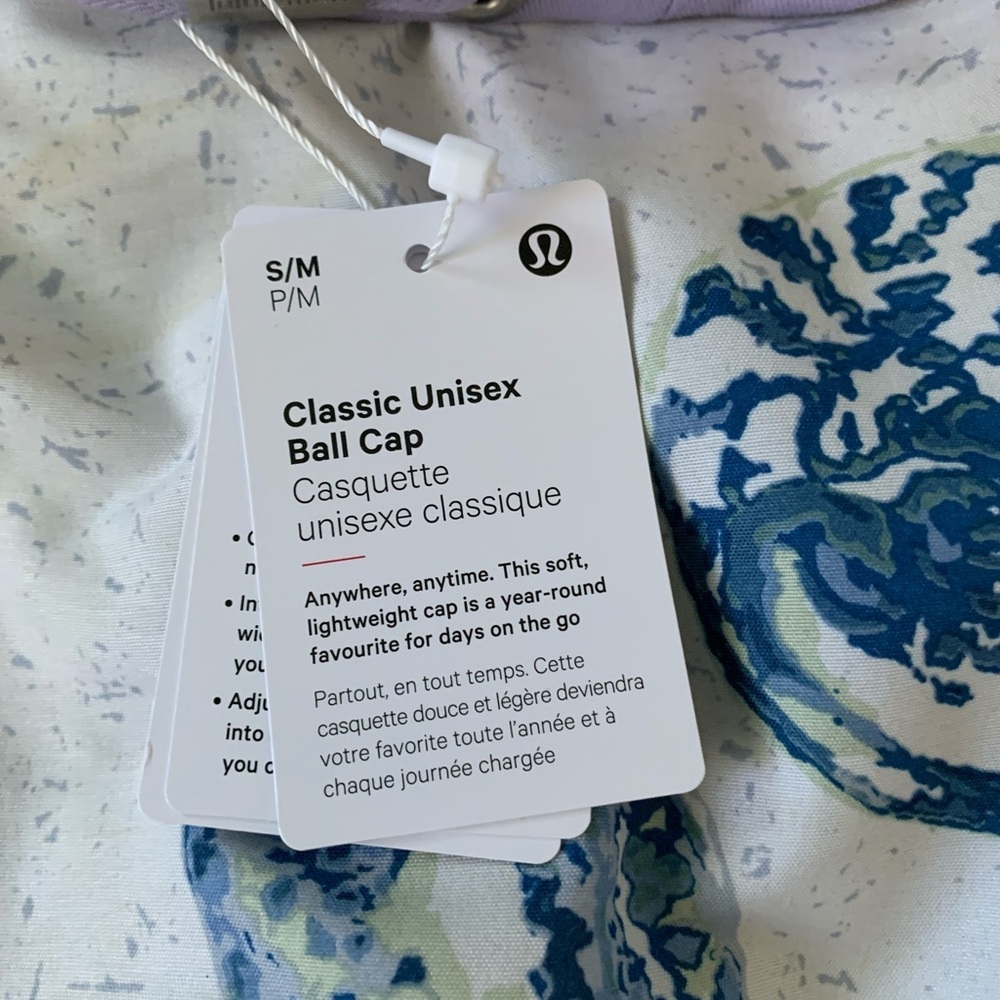 S/M
P/M
Classic Unisex
Ball Cap
Casquette
unisexe classique
Anywhere, anytime. This soft,
lightweight cap is a year-round
favourite for days on the go
Partout, en tout temps. Cette
casquette douce et légère deviendra
votre favorite toute l'année et à
chaque journée chargée
into